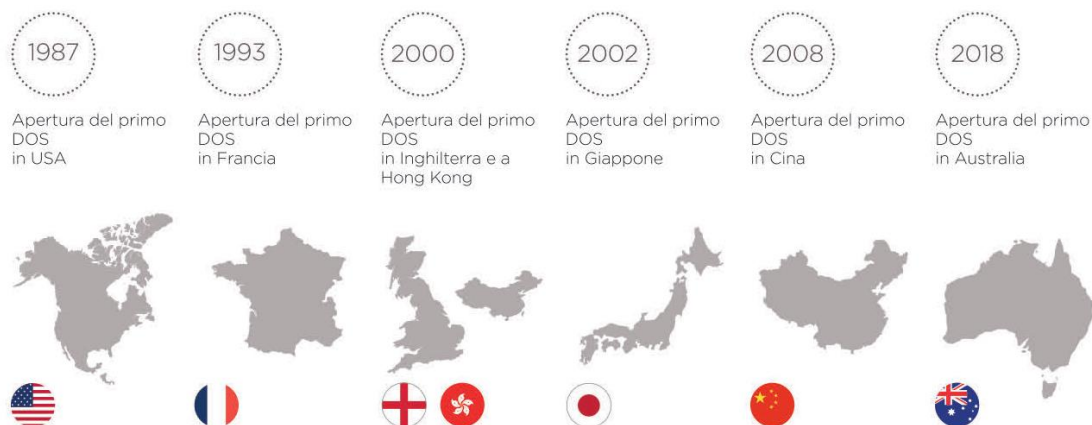 1987
Apertura del primo
DOS
in USA
1993
Apertura del primo
DOS
in Francia
2000
Apertura del primo
DOS
in Inghilterra e a
Hong Kong
2002
Apertura del primo
DOS
in Giappone
2008
Apertura del primo
DOS
in Cina
2018
Apertura del primo
DOS
in Australia